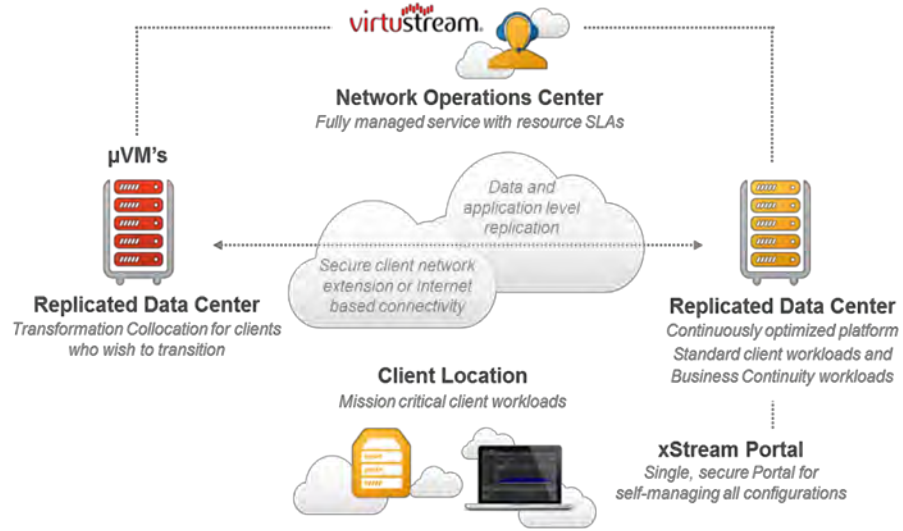 virtustream.
Network Operations Center
Fully managed service with resource SLAs
µVM's
Data and
application level
replication
Secure client network
extension or Internet
based connectivity
Replicated Data Center
Transformation Collocation for clients
who wish to transition
Replicated Data Center
Continuously optimized platform
Standard client workloads and
Business Continuity workloads
Client Location
Mission critical client workloads
xStream Portal
Single, secure Portal for
self-managing all configurations